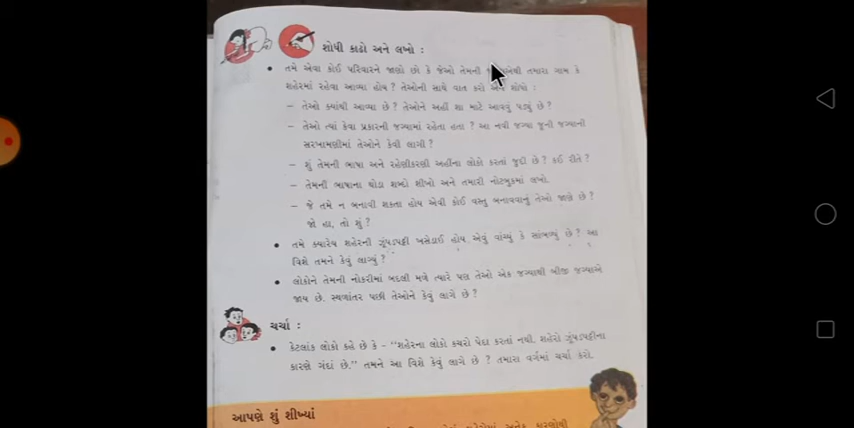 શોધી કાઢો અને લખો :
• તમે એવા કોઈ પરિવારને જાણો છો કે જેઓ તેમની તમારા ગામ કે
શહેરમાં રહેવા આવ્યા હોય ? તેઓની સાથે વાત કરો અને શોધો :
– તેઓ ક્યાંથી આવ્યા છે ? તેઓને અહીં શા માટે આવવું પડ્યું છે ?
– તેઓ ત્યાં કેવા પ્રકારની જગ્યામાં રહેતા હતા ? આ નવી જગ્યા જૂની જગ્યાની
સરખામણીમાં તેઓને કેવી લાગી ?
– શું તેમની ભાષા અને રહેણીકરણી અહીંના લોકો કરતાં જુદી છે ? કઈ રીતે ?
– તેમની ભાષાના થોડા શબ્દો શીખો અને તમારી નોટબુકમાં લખો.
– જે તમે ન બનાવી શકતા હોય એવી કોઈ વસ્તુ બનાવવાનું તેઓ જાણે છે ?
જો હા, તો શું ?
• તમે ક્યારેય શહેરની ઝૂંપડપટ્ટી ખસેડાઈ હોય એવું વાંચ્યું કે સાંભળ્યું છે ? આ
વિશે તમને કેવું લાગ્યું ?
• લોકોને તેમની નોકરીમાં બદલી મળે ત્યારે પણ તેઓ એક જગ્યાથી બીજી જગ્યાએ
જાય છે. સ્થળાંતર પછી તેઓને કેવું લાગે છે ?
ચર્ચા :
• કેટલાંક લોકો કહે છે કે – “શહેરના લોકો કચરો પેદા કરતાં નથી. શહેરો ઝૂંપડપટ્ટીના
કારણે ગંદાં છે.” તમને આ વિશે કેવું લાગે છે ? તમારા વર્ગમાં ચર્ચા કરો.
આપણે શું શીખ્યાં